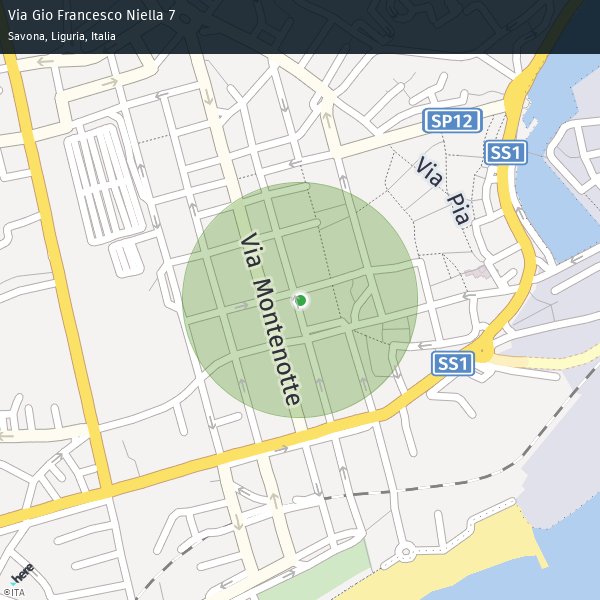 Via Gio Francesco Niella 7
Savona, Liguria, Italia
SP12
SS1
Via Pia
Via Montenotte
SS1
here
©ITA